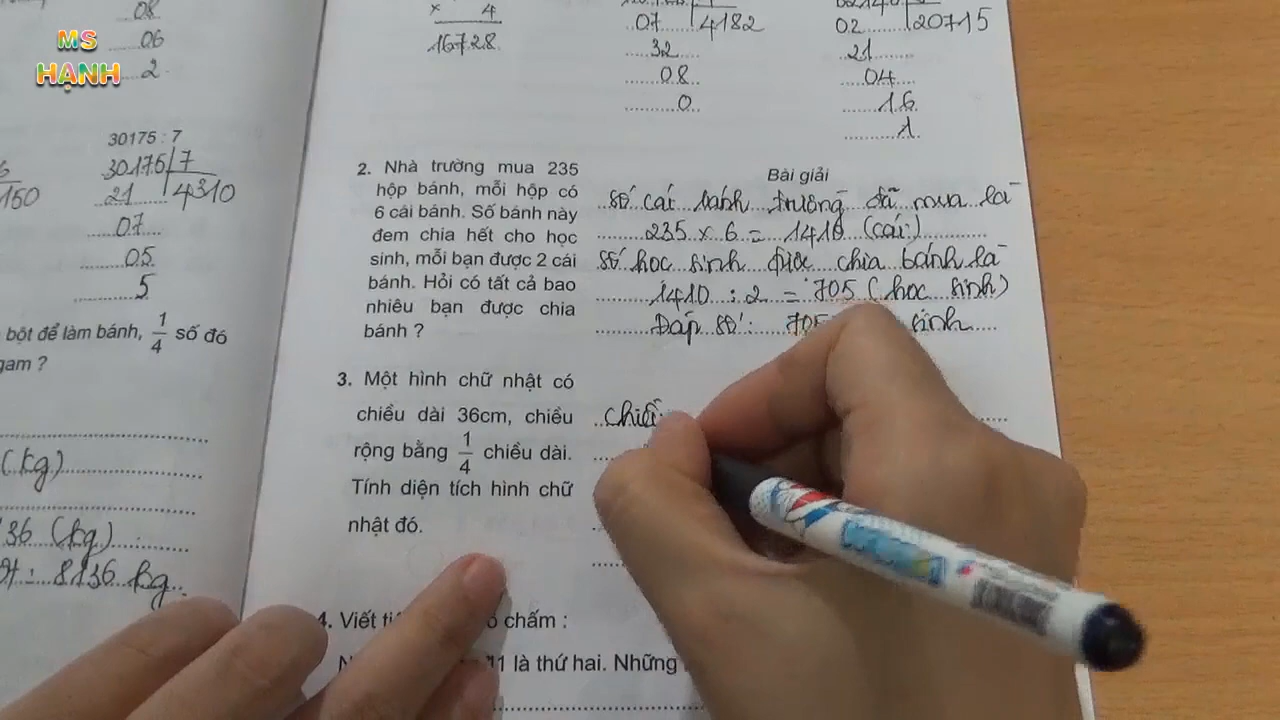 MS
HẠNH
08
06
2
30175 : 7
30175 7
21 4310
07
05
5
150
bột để làm bánh, 1/4 số đó
gam ?
(kg)
136 (kg)
8136 kg
× 4
16728
07 4182
32
08
0
02 20715
21
04
16
1
2. Nhà trường mua 235
hộp bánh, mỗi hộp có
6 cái bánh. Số bánh này
đem chia hết cho học
sinh, mỗi bạn được 2 cái
bánh. Hỏi có tất cả bao
nhiêu bạn được chia
bánh ?
Bài giải
Số cái bánh trường đã mua là
235 × 6 = 1410 (cái)
Số học sinh được chia bánh là
1410 : 2 = 705 (học sinh)
Đáp số : 705 sinh
3. Một hình chữ nhật có
chiều dài 36cm, chiều
rộng bằng 1/4 chiều dài.
Tính diện tích hình chữ
nhật đó.
Chiề
4. Viết chấm :
11 là thứ hai. Những